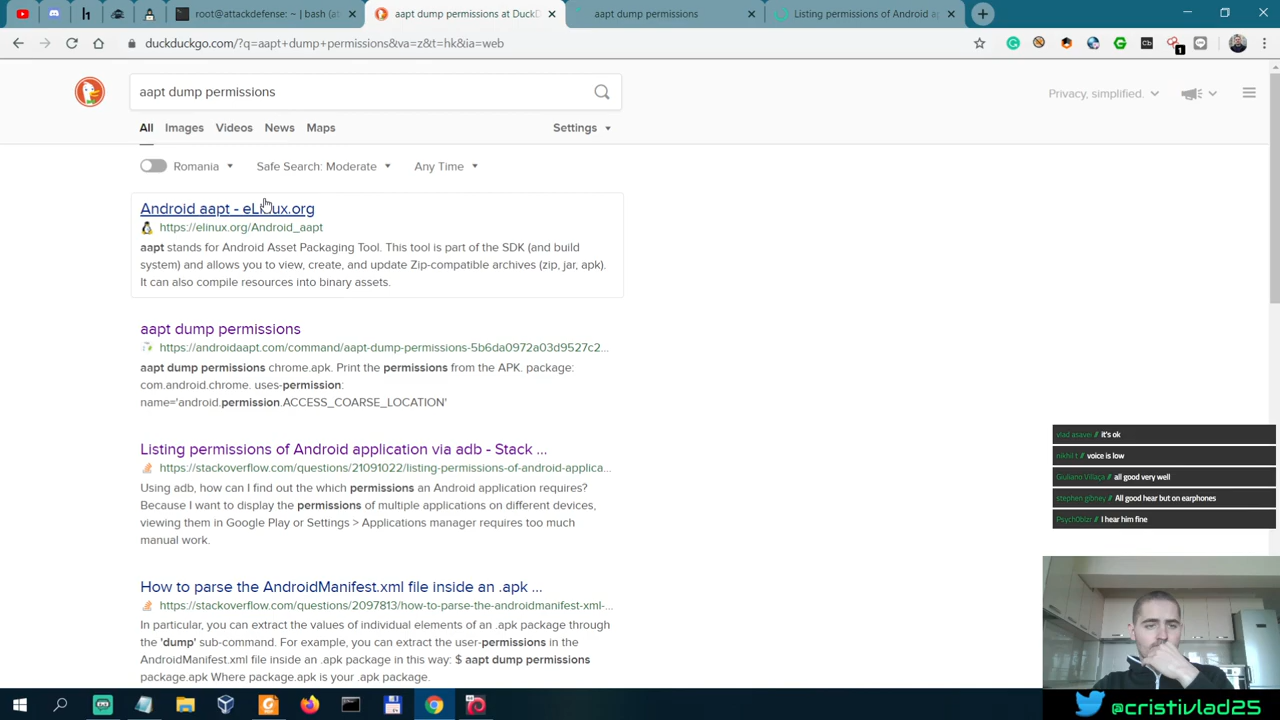 root@attackdefense: ~ | bash (at
aapt dump permissions at DuckD
aapt dump permissions
Listing permissions of Android ap
duckduckgo.com/?q=aapt+dump+permissions&va=z&t=hk&ia=web
Cb
1
aapt dump permissions
Privacy, simplified.
All Images Videos News Maps Settings
Romania Safe Search: Moderate Any Time
Android aapt - eLinux.org
https://elinux.org/Android_aapt
aapt stands for Android Asset Packaging Tool. This tool is part of the SDK (and build
system) and allows you to view, create, and update Zip-compatible archives (zip, jar, apk).
It can also compile resources into binary assets.
aapt dump permissions
https://androidaapt.com/command/aapt-dump-permissions-5b6da0972a03d9527c2...
aapt dump permissions chrome.apk. Print the permissions from the APK. package:
com.android.chrome. uses-permission:
name='android.permission.ACCESS_COARSE_LOCATION'
Listing permissions of Android application via adb - Stack ...
https://stackoverflow.com/questions/21091022/listing-permissions-of-android-applica...
Using adb, how can I find out the which permissions an Android application requires?
Because I want to display the permissions of multiple applications on different devices,
viewing them in Google Play or Settings > Applications manager requires too much
manual work.
How to parse the AndroidManifest.xml file inside an .apk ...
https://stackoverflow.com/questions/2097813/how-to-parse-the-androidmanifest-xml-...
In particular, you can extract the values of individual elements of an .apk package through
the 'dump' sub-command. For example, you can extract the user-permissions in the
AndroidManifest.xml file inside an .apk package in this way: $ aapt dump permissions
package.apk Where package.apk is your .apk package.
vlad asavei // it's ok
nikhil t // voice is low
Giuliano Villaça // all good very well
stephen gibney // All good hear but on earphones
Psych0bizr // I hear him fine
@cristivlad25